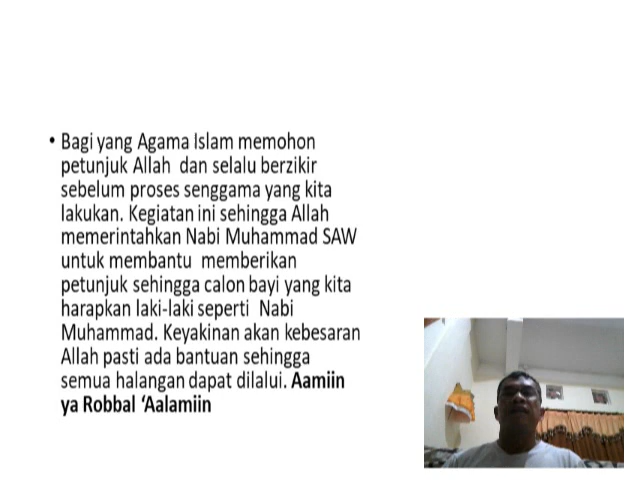 • Bagi yang Agama Islam memohon
petunjuk Allah dan selalu berzikir
sebelum proses senggama yang kita
lakukan. Kegiatan ini sehingga Allah
memerintahkan Nabi Muhammad SAW
untuk membantu memberikan
petunjuk sehingga calon bayi yang kita
harapkan laki-laki seperti Nabi
Muhammad. Keyakinan akan kebesaran
Allah pasti ada bantuan sehingga
semua halangan dapat dilalui. Aamiin
ya Robbal ‘Aalamiin